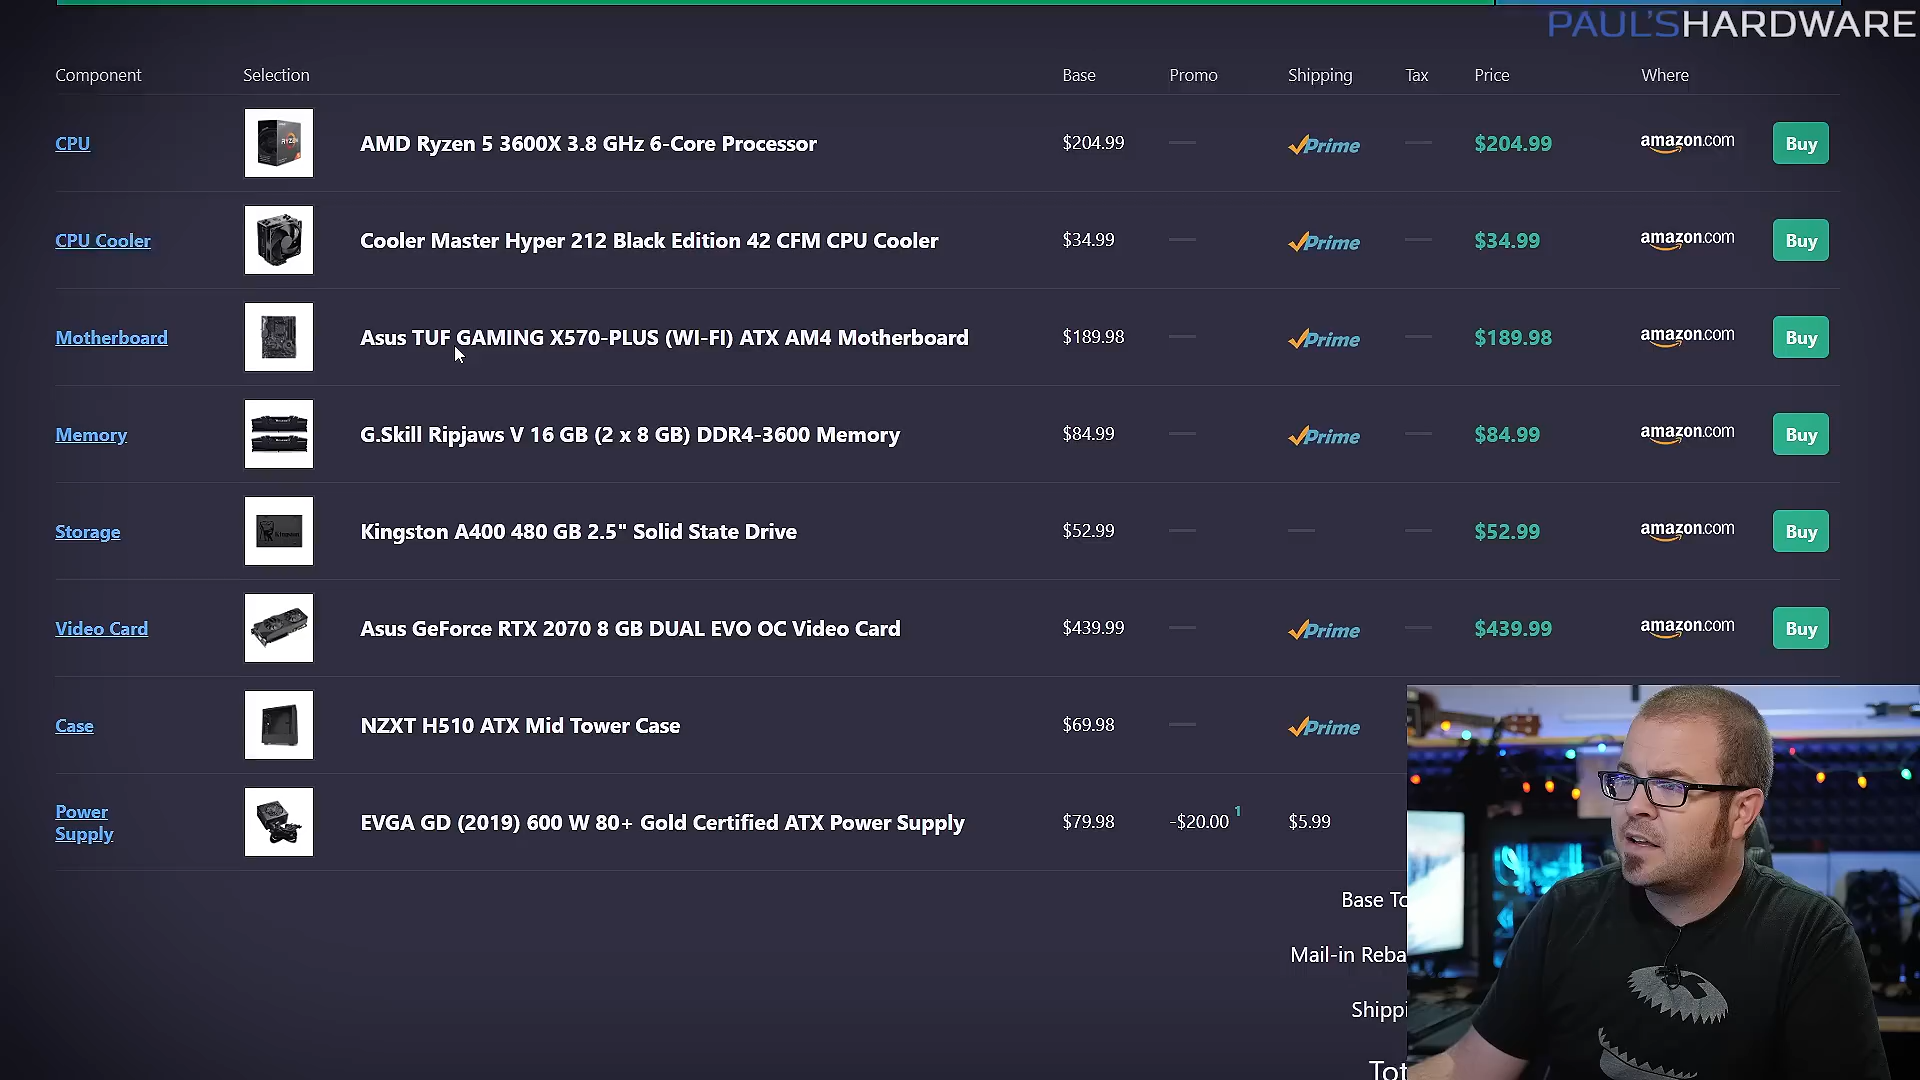 PAUL'SHARDWARE
Component Selection Base Promo Shipping Tax Price Where
CPU AMD Ryzen 5 3600X 3.8 GHz 6-Core Processor $204.99 — Prime — $204.99 amazon.com Buy
CPU Cooler Cooler Master Hyper 212 Black Edition 42 CFM CPU Cooler $34.99 — Prime — $34.99 amazon.com Buy
Motherboard Asus TUF GAMING X570-PLUS (WI-FI) ATX AM4 Motherboard $189.98 — Prime — $189.98 amazon.com Buy
Memory G.Skill Ripjaws V 16 GB (2 x 8 GB) DDR4-3600 Memory $84.99 — Prime — $84.99 amazon.com Buy
Storage Kingston A400 480 GB 2.5" Solid State Drive $52.99 — — — $52.99 amazon.com Buy
Video Card Asus GeForce RTX 2070 8 GB DUAL EVO OC Video Card $439.99 — Prime — $439.99 amazon.com Buy
Case NZXT H510 ATX Mid Tower Case $69.98 — Prime
Power
Supply EVGA GD (2019) 600 W 80+ Gold Certified ATX Power Supply $79.98 -$20.00 1 $5.99
Base To
Mail-in Reba
Shippi
Tot